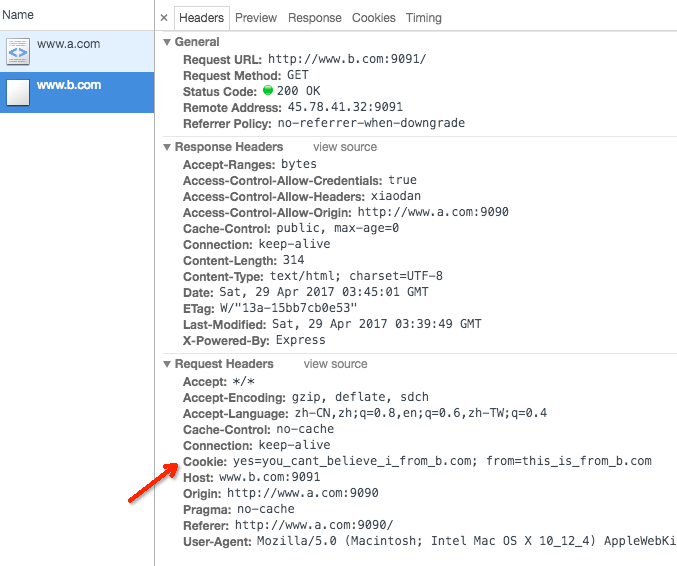 Name
www.a.com
www.b.com
× Headers Preview Response Cookies Timing
▼ General
Request URL: http://www.b.com:9091/
Request Method: GET
Status Code: 200 OK
Remote Address: 45.78.41.32:9091
Referrer Policy: no-referrer-when-downgrade
▼ Response Headers view source
Accept-Ranges: bytes
Access-Control-Allow-Credentials: true
Access-Control-Allow-Headers: xiaodan
Access-Control-Allow-Origin: http://www.a.com:9090
Cache-Control: public, max-age=0
Connection: keep-alive
Content-Length: 314
Content-Type: text/html; charset=UTF-8
Date: Sat, 29 Apr 2017 03:45:01 GMT
ETag: W/"13a-15bb7cb0e53"
Last-Modified: Sat, 29 Apr 2017 03:39:49 GMT
X-Powered-By: Express
▼ Request Headers view source
Accept: */*
Accept-Encoding: gzip, deflate, sdch
Accept-Language: zh-CN,zh;q=0.8,en;q=0.6,zh-TW;q=0.4
Cache-Control: no-cache
Connection: keep-alive
Cookie: yes=you_cant_believe_i_from_b.com; from=this_is_from_b.com
Host: www.b.com:9091
Origin: http://www.a.com:9090
Pragma: no-cache
Referer: http://www.a.com:9090/
User-Agent: Mozilla/5.0 (Macintosh; Intel Mac OS X 10_12_4) AppleWebKi